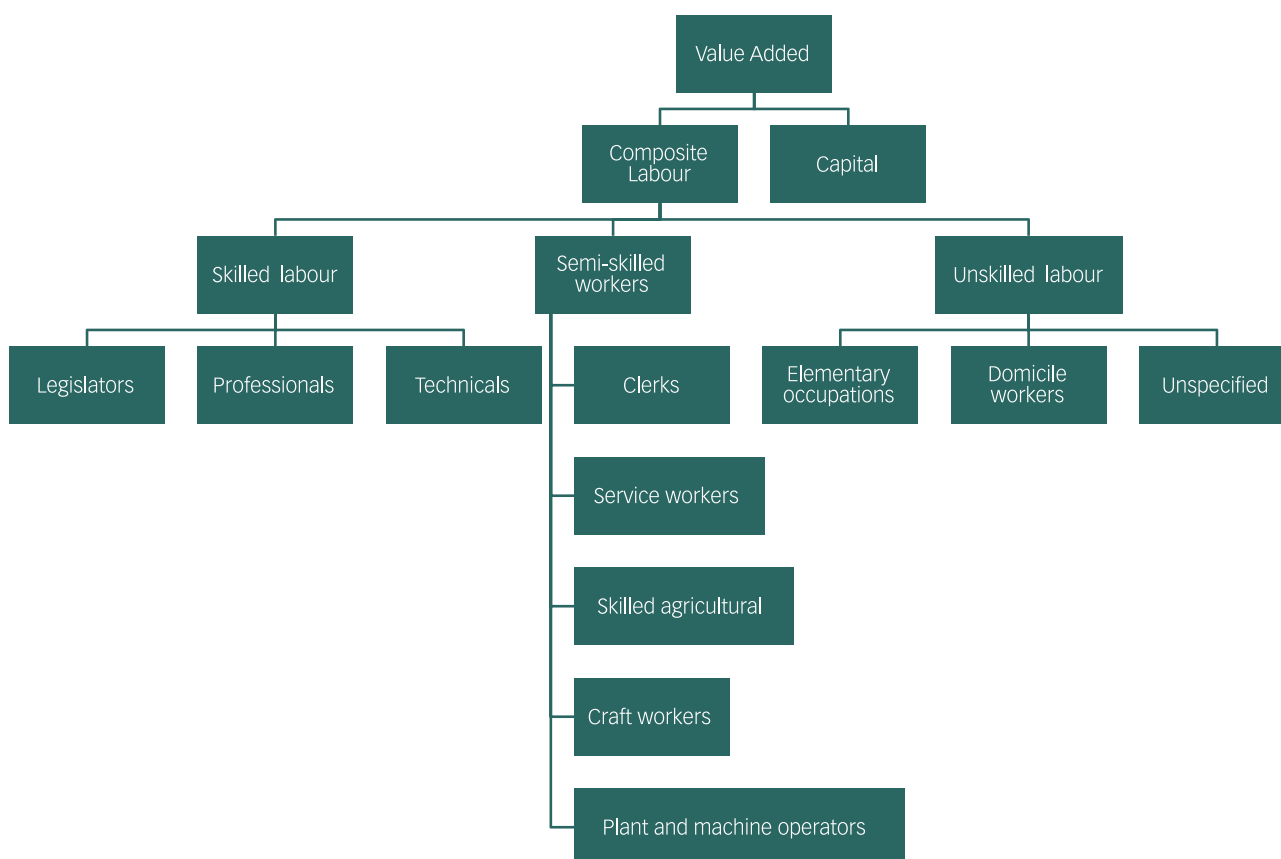 Value Added
Composite
Labour
Capital
Skilled labour
Semi-skilled
workers
Unskilled labour
Legislators
Professionals
Technicals
Clerks
Elementary
occupations
Domicile
workers
Unspecified
Service workers
Skilled agricultural
Craft workers
Plant and machine operators